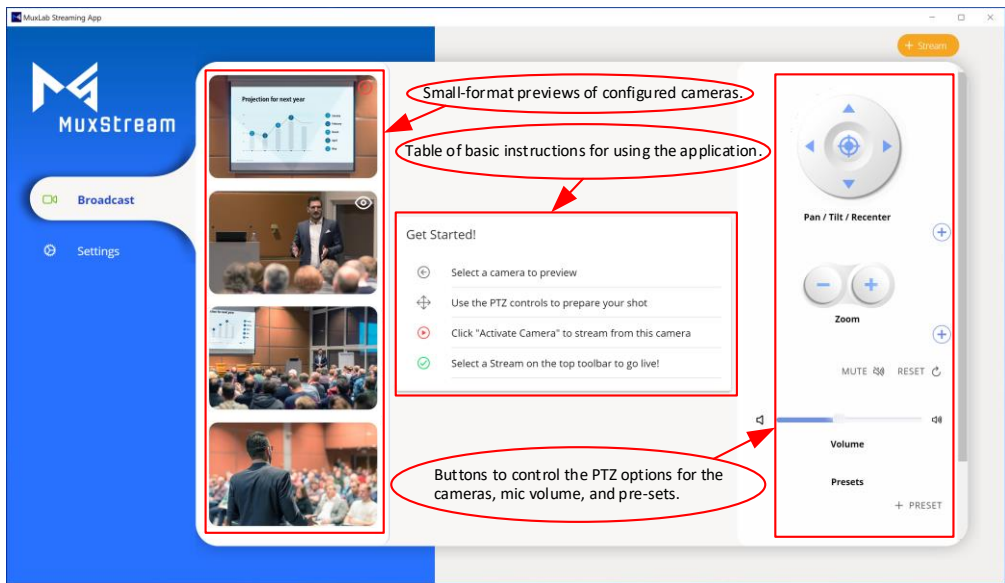 MuxLab Streaming App
+ Stream
MuxStream
Broadcast
Settings
Projection for next year
Small-format previews of configured cameras.
Table of basic instructions for using the application.
Get Started!
Select a camera to preview
Use the PTZ controls to prepare your shot
Click "Activate Camera" to stream from this camera
Select a Stream on the top toolbar to go live!
Buttons to control the PTZ options for the
cameras, mic volume, and pre-sets.
Pan / Tilt / Recenter
Zoom
MUTE
RESET
Volume
Presets
+ PRESET